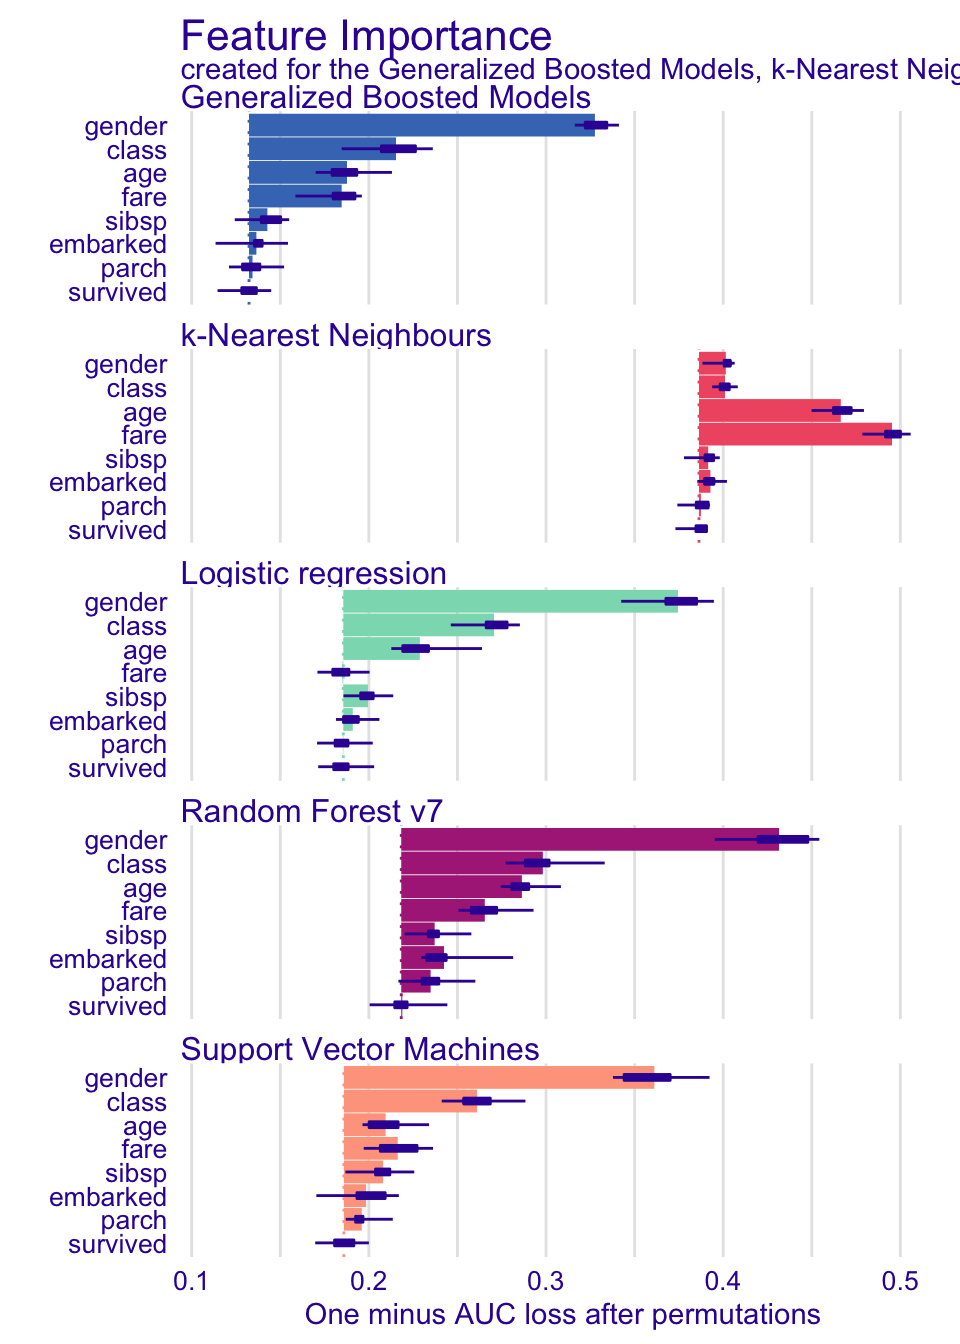 Feature Importance
created for the Generalized Boosted Models, k-Nearest Neig
Generalized Boosted Models
gender
class
age
fare
sibsp
embarked
parch
survived
k-Nearest Neighbours
gender
class
age
fare
sibsp
embarked
parch
survived
Logistic regression
gender
class
age
fare
sibsp
embarked
parch
survived
Random Forest v7
gender
class
age
fare
sibsp
embarked
parch
survived
Support Vector Machines
gender
class
age
fare
sibsp
embarked
parch
survived
0.1 0.2 0.3 0.4 0.5
One minus AUC loss after permutations